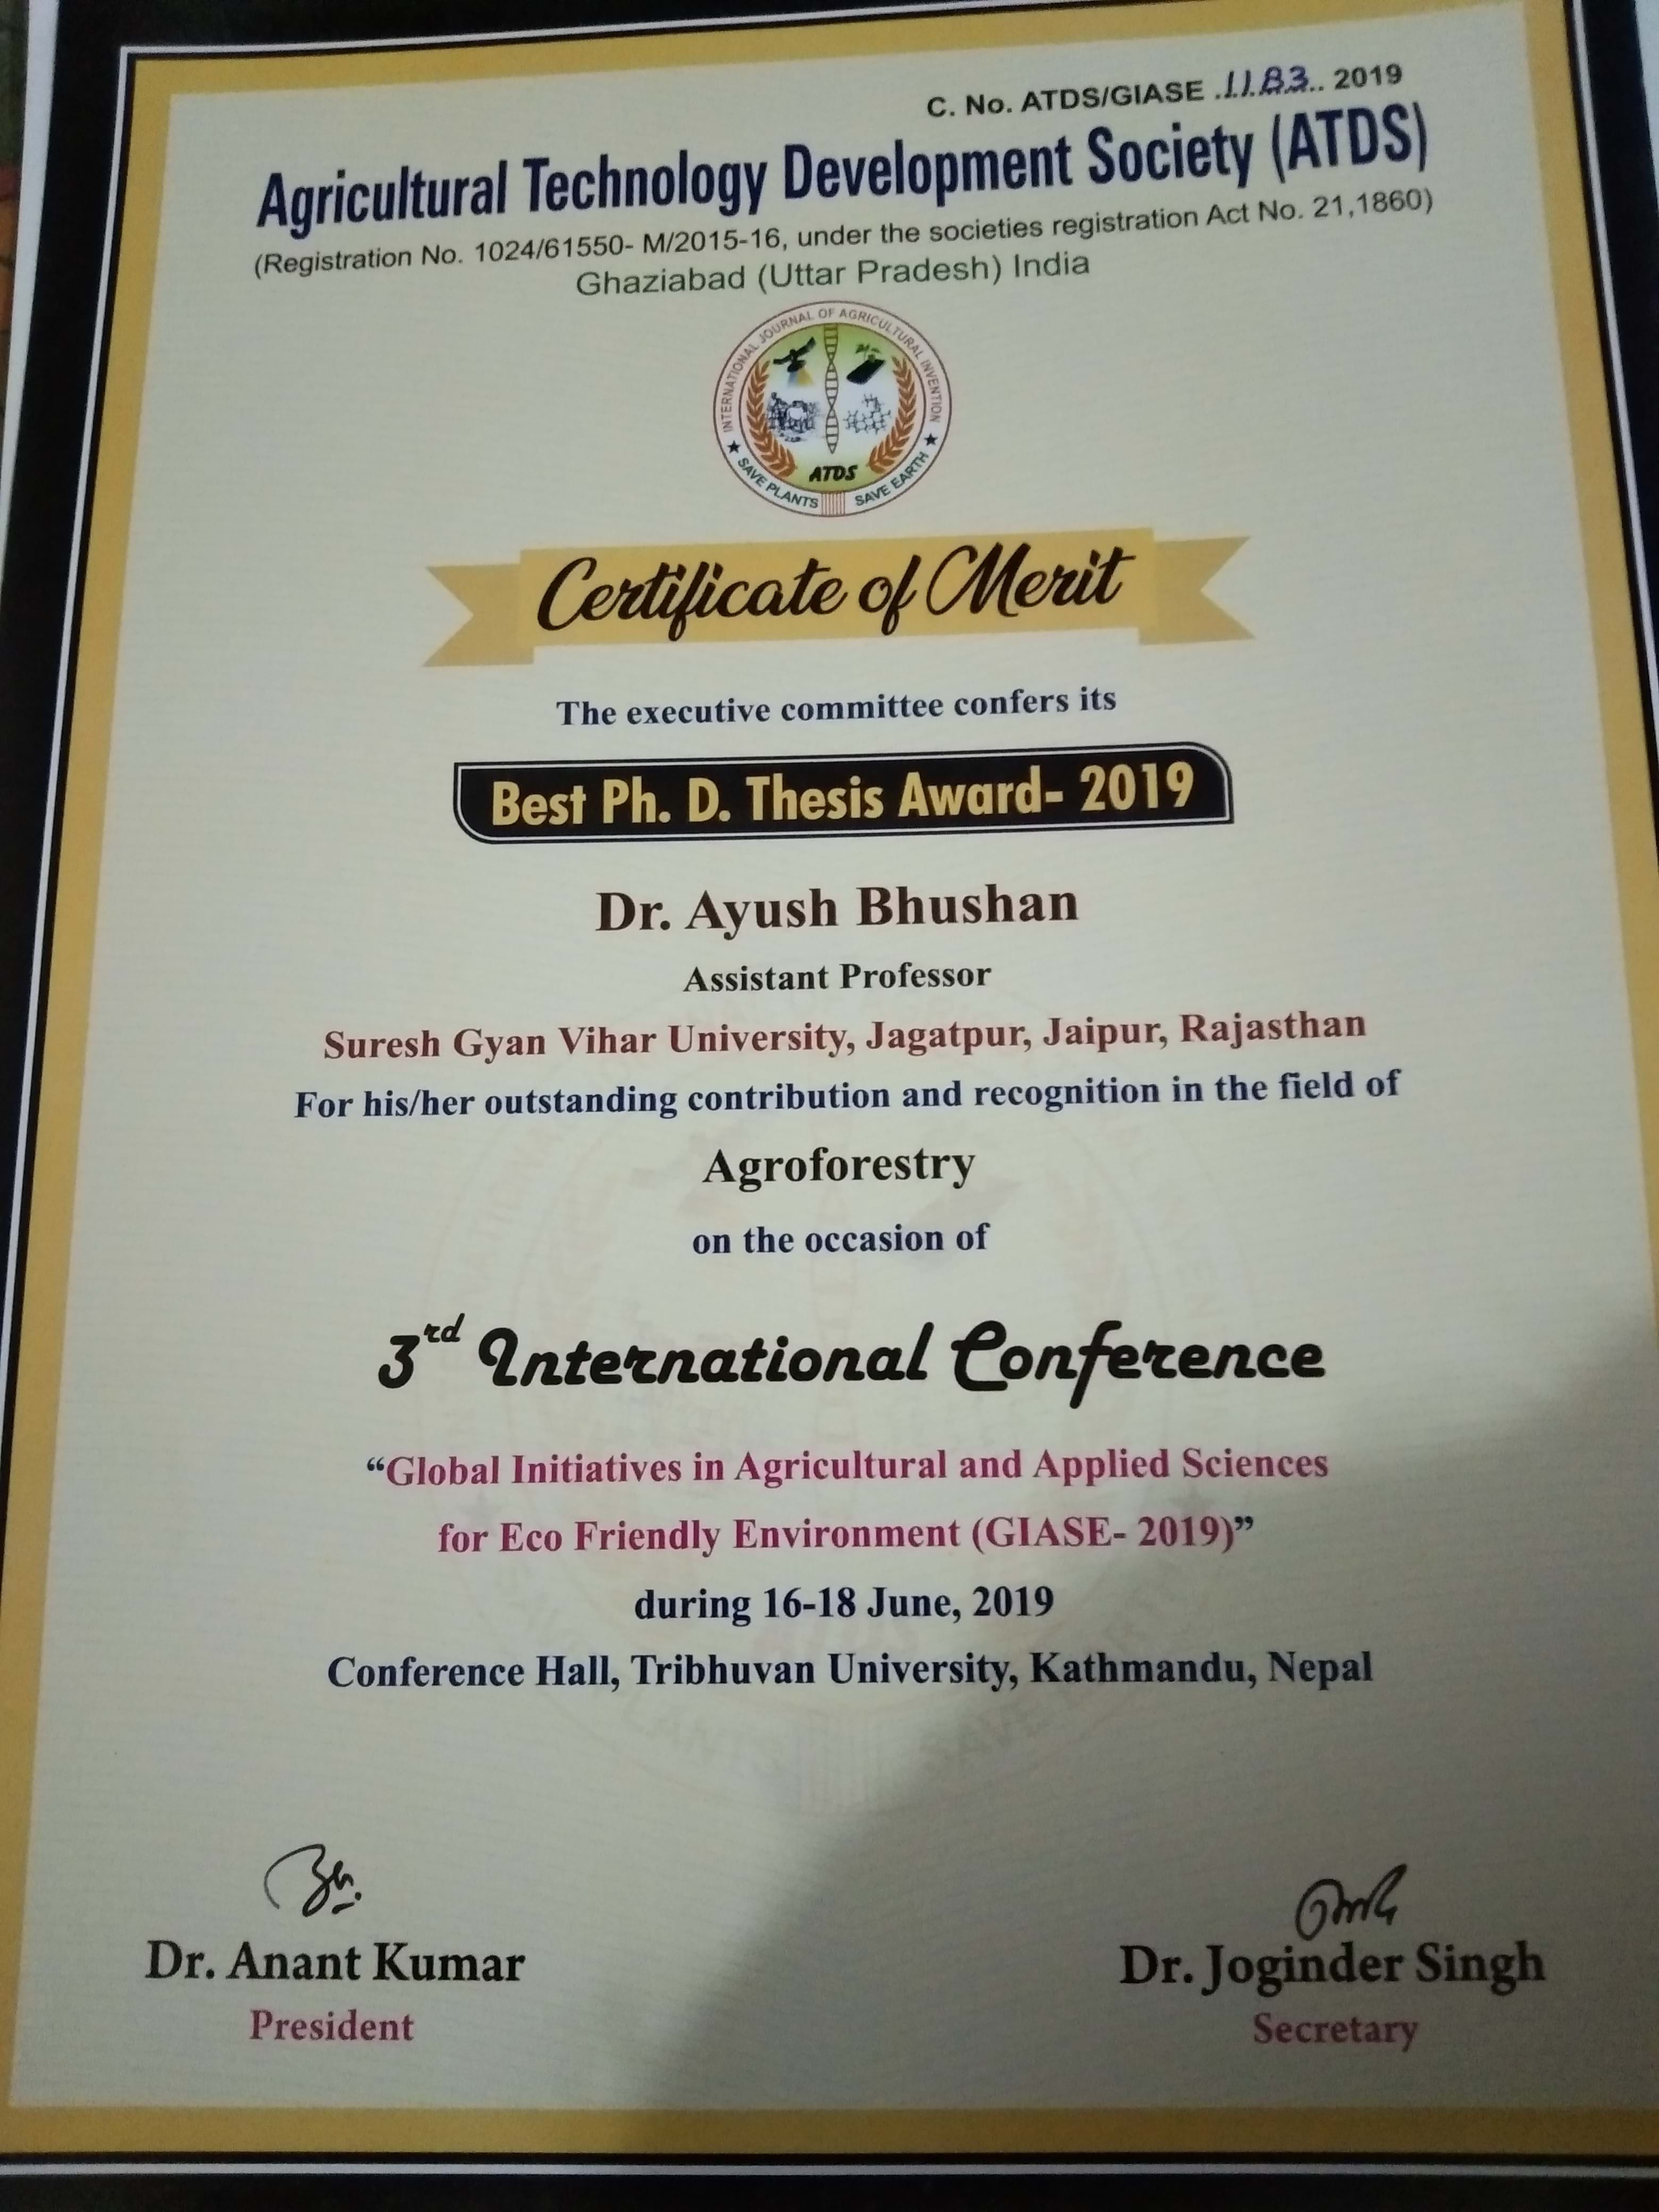 C. No. ATDS/GIASE .1183.. 2019
Agricultural Technology Development Society (ATDS)
(Registration No. 1024/61550- M/2015-16, under the societies registration Act No. 21,1860)
Ghaziabad (Uttar Pradesh) India
INTERNATIONAL JOURNAL OF AGRICULTURAL INVENTION
ATDS
SAVE PLANTS SAVE EARTH
Certificate of Merit
The executive committee confers its
Best Ph. D. Thesis Award- 2019
Dr. Ayush Bhushan
Assistant Professor
Suresh Gyan Vihar University, Jagatpur, Jaipur, Rajasthan
For his/her outstanding contribution and recognition in the field of
Agroforestry
on the occasion of
3rd International Conference
“Global Initiatives in Agricultural and Applied Sciences
for Eco Friendly Environment (GIASE- 2019)”
during 16-18 June, 2019
Conference Hall, Tribhuvan University, Kathmandu, Nepal
Dr. Anant Kumar
President
Dr. Joginder Singh
Secretary